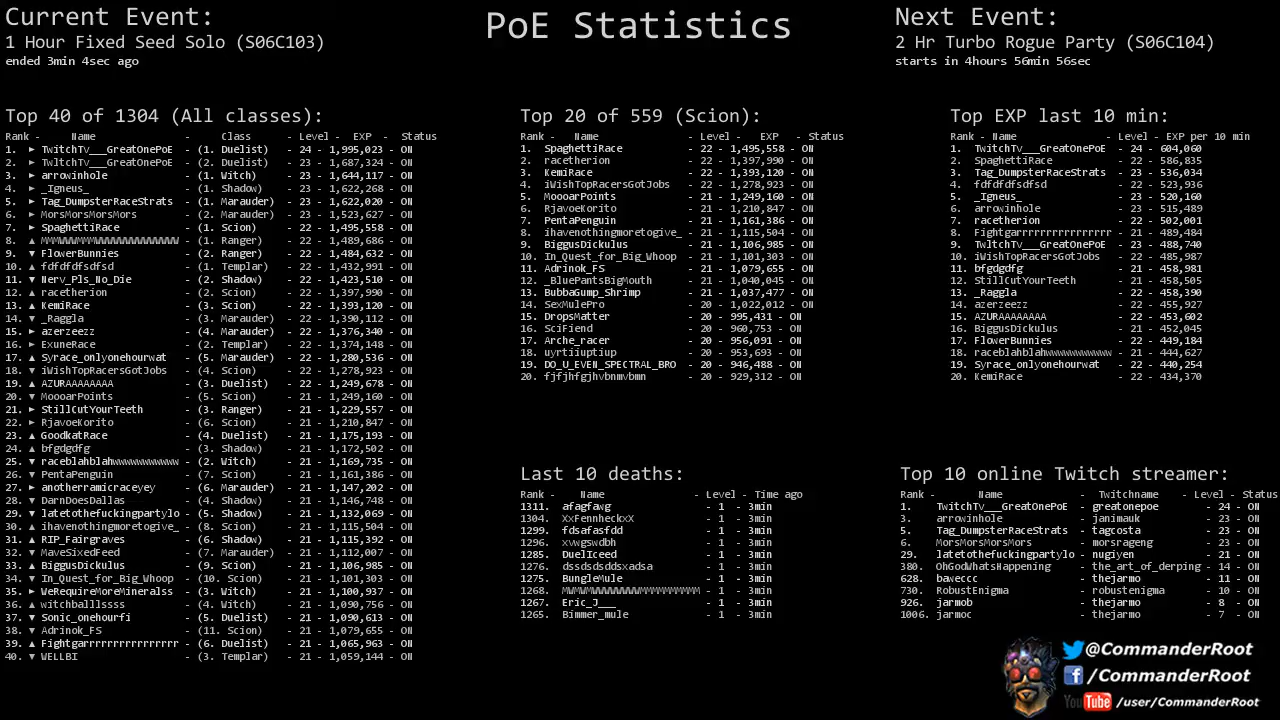 Current Event:
1 Hour Fixed Seed Solo (S06C103)
ended 3min 4sec ago
PoE Statistics
Next Event:
2 Hr Turbo Rogue Party (S06C104)
starts in 4hours 56min 56sec
Top 40 of 1304 (All classes):
Rank - Name - Class - Level - EXP - Status
1. ► TwitchTv___GreatOnePoE - (1. Duelist) - 24 - 1,995,023 - ON
2. ► TwltchTv___GreatOnePoE - (2. Duelist) - 23 - 1,687,324 - ON
3. ► arrowinhole - (1. Witch) - 23 - 1,644,117 - ON
4. ► _Igneus_ - (1. Shadow) - 23 - 1,622,268 - ON
5. ► Tag_DumpsterRaceStrats - (1. Marauder) - 23 - 1,622,020 - ON
6. ► MorsMorsMorsMors - (2. Marauder) - 23 - 1,523,627 - ON
7. ► SpaghettiRace - (1. Scion) - 22 - 1,495,558 - ON
8. ▲ - (1. Ranger) - 22 - 1,489,686 - ON
9. ▼ FlowerBunnies - (2. Ranger) - 22 - 1,484,632 - ON
10. ▲ fdfdfdfsdfsd - (1. Templar) - 22 - 1,432,991 - ON
11. ▼ Nerv_Pls_No_Die - (2. Shadow) - 22 - 1,423,510 - ON
12. ▲ racetherion - (2. Scion) - 22 - 1,397,990 - ON
13. ▲ KemiRace - (3. Scion) - 22 - 1,393,120 - ON
14. ▼ _Raggla - (3. Marauder) - 22 - 1,390,112 - ON
15. ► azerzeezz - (4. Marauder) - 22 - 1,376,340 - ON
16. ► ExuneRace - (2. Templar) - 22 - 1,374,148 - ON
17. ▲ Syrace_onlyonehourwat - (5. Marauder) - 22 - 1,280,536 - ON
18. ▼ iWishTopRacersGotJobs - (4. Scion) - 22 - 1,278,923 - ON
19. ▲ AZURAAAAAAAA - (3. Duelist) - 22 - 1,249,678 - ON
20. ▼ MoooarPoints - (5. Scion) - 21 - 1,249,160 - ON
21. ► StillCutYourTeeth - (3. Ranger) - 21 - 1,229,557 - ON
22. ► RjavoeKorito - (6. Scion) - 21 - 1,210,847 - ON
23. ▲ GoodkatRace - (4. Duelist) - 21 - 1,175,193 - ON
24. ▲ bfgdgdfg - (3. Shadow) - 21 - 1,172,502 - ON
25. ▼ raceblahblahwwwwwwwwwww - (2. Witch) - 21 - 1,169,735 - ON
26. ▼ PentaPenguin - (7. Scion) - 21 - 1,161,386 - ON
27. ► anotherramicraceyey - (6. Marauder) - 21 - 1,147,202 - ON
28. ▼ DarnDoesDallas - (4. Shadow) - 21 - 1,146,748 - ON
29. ▼ latetothefuckingpartylo - (5. Shadow) - 21 - 1,132,069 - ON
30. ▲ ihavenothingmoretogive_ - (8. Scion) - 21 - 1,115,504 - ON
31. ▲ RIP_Fairgraves - (6. Shadow) - 21 - 1,115,392 - ON
32. ▼ MaveSixedFeed - (7. Marauder) - 21 - 1,112,007 - ON
33. ▲ BiggusDickulus - (9. Scion) - 21 - 1,106,985 - ON
34. ▼ In_Quest_for_Big_Whoop - (10. Scion) - 21 - 1,101,303 - ON
35. ► WeRequireMoreMineralss - (3. Witch) - 21 - 1,100,937 - ON
36. ▲ witchballlssss - (4. Witch) - 21 - 1,090,756 - ON
37. ▼ Sonic_onehourfi - (5. Duelist) - 21 - 1,090,613 - ON
38. ▼ Adrinok_FS - (11. Scion) - 21 - 1,079,655 - ON
39. ▲ Fightgarrrrrrrrrrrrrrrr - (6. Duelist) - 21 - 1,065,963 - ON
40. ▼ WELLBI - (3. Templar) - 21 - 1,059,144 - ON
Top 20 of 559 (Scion):
Rank - Name - Level - EXP - Status
1. SpaghettiRace - 22 - 1,495,558 - ON
2. racetherion - 22 - 1,397,990 - ON
3. KemiRace - 22 - 1,393,120 - ON
4. iWishTopRacersGotJobs - 22 - 1,278,923 - ON
5. MoooarPoints - 21 - 1,249,160 - ON
6. RjavoeKorito - 21 - 1,210,847 - ON
7. PentaPenguin - 21 - 1,161,386 - ON
8. ihavenothingmoretogive_ - 21 - 1,115,504 - ON
9. BiggusDickulus - 21 - 1,106,985 - ON
10. In_Quest_for_Big_Whoop - 21 - 1,101,303 - ON
11. Adrinok_FS - 21 - 1,079,655 - ON
12. _BluePantsBigMouth - 21 - 1,040,045 - ON
13. BubbaGump_Shrimp - 21 - 1,037,477 - ON
14. SexMulePro - 20 - 1,022,012 - ON
15. DropsMatter - 20 - 995,431 - ON
16. SciFiend - 20 - 960,753 - ON
17. Arche_racer - 20 - 956,091 - ON
18. uyrtiiuptiup - 20 - 953,693 - ON
19. DO_U_EVEN_SPECTRAL_BRO - 20 - 946,488 - ON
20. fjfjhfgjhvbnmvbmn - 20 - 929,312 - ON
Top EXP last 10 min:
Rank - Name - Level - EXP per 10 min
1. TwitchTv___GreatOnePoE - 24 - 604,060
2. SpaghettiRace - 22 - 586,835
3. Tag_DumpsterRaceStrats - 23 - 536,034
4. fdfdfdfsdfsd - 22 - 523,936
5. _Igneus_ - 23 - 520,160
6. arrowinhole - 23 - 515,489
7. racetherion - 22 - 502,001
8. Fightgarrrrrrrrrrrrrrrr - 21 - 489,484
9. TwltchTv___GreatOnePoE - 23 - 488,740
10. iWishTopRacersGotJobs - 22 - 485,987
11. bfgdgdfg - 21 - 458,981
12. StillCutYourTeeth - 21 - 458,505
13. _Raggla - 22 - 458,390
14. azerzeezz - 22 - 455,927
15. AZURAAAAAAAA - 22 - 453,602
16. BiggusDickulus - 21 - 452,045
17. FlowerBunnies - 22 - 449,184
18. raceblahblahwwwwwwwwwww - 21 - 444,627
19. Syrace_onlyonehourwat - 22 - 440,254
20. KemiRace - 22 - 434,370
Last 10 deaths:
Rank - Name - Level - Time ago
1311. afagfawg - 1 - 3min
1304. XxFennheckxX - 1 - 3min
1299. fdsafasfdd - 1 - 3min
1296. xvwgswdbh - 1 - 3min
1285. DuelIceed - 1 - 3min
1276. dssdsdsddsxadsa - 1 - 3min
1275. BungleMule - 1 - 3min
1268. - 1 - 3min
1267. Eric_J___ - 1 - 3min
1265. Bimmer_mule - 1 - 3min
Top 10 online Twitch streamer:
Rank - Name - Twitchname - Level - Status
1. TwitchTv___GreatOnePoE - greatonepoe - 24 - ON
3. arrowinhole - janimauk - 23 - ON
5. Tag_DumpsterRaceStrats - tagcosta - 23 - ON
6. MorsMorsMorsMors - morsrageng - 23 - ON
29. latetothefuckingpartylo - nugiyen - 21 - ON
380. OhGodWhatsHappening - the_art_of_derping - 14 - ON
628. baweccc - thejarmo - 11 - ON
730. RobustEnigma - robustenigma - 10 - ON
926. jarmob - thejarmo - 8 - ON
1006. jarmoc - thejarmo - 7 - ON
@CommanderRoot
f /CommanderRoot
YouTube /user/CommanderRoot